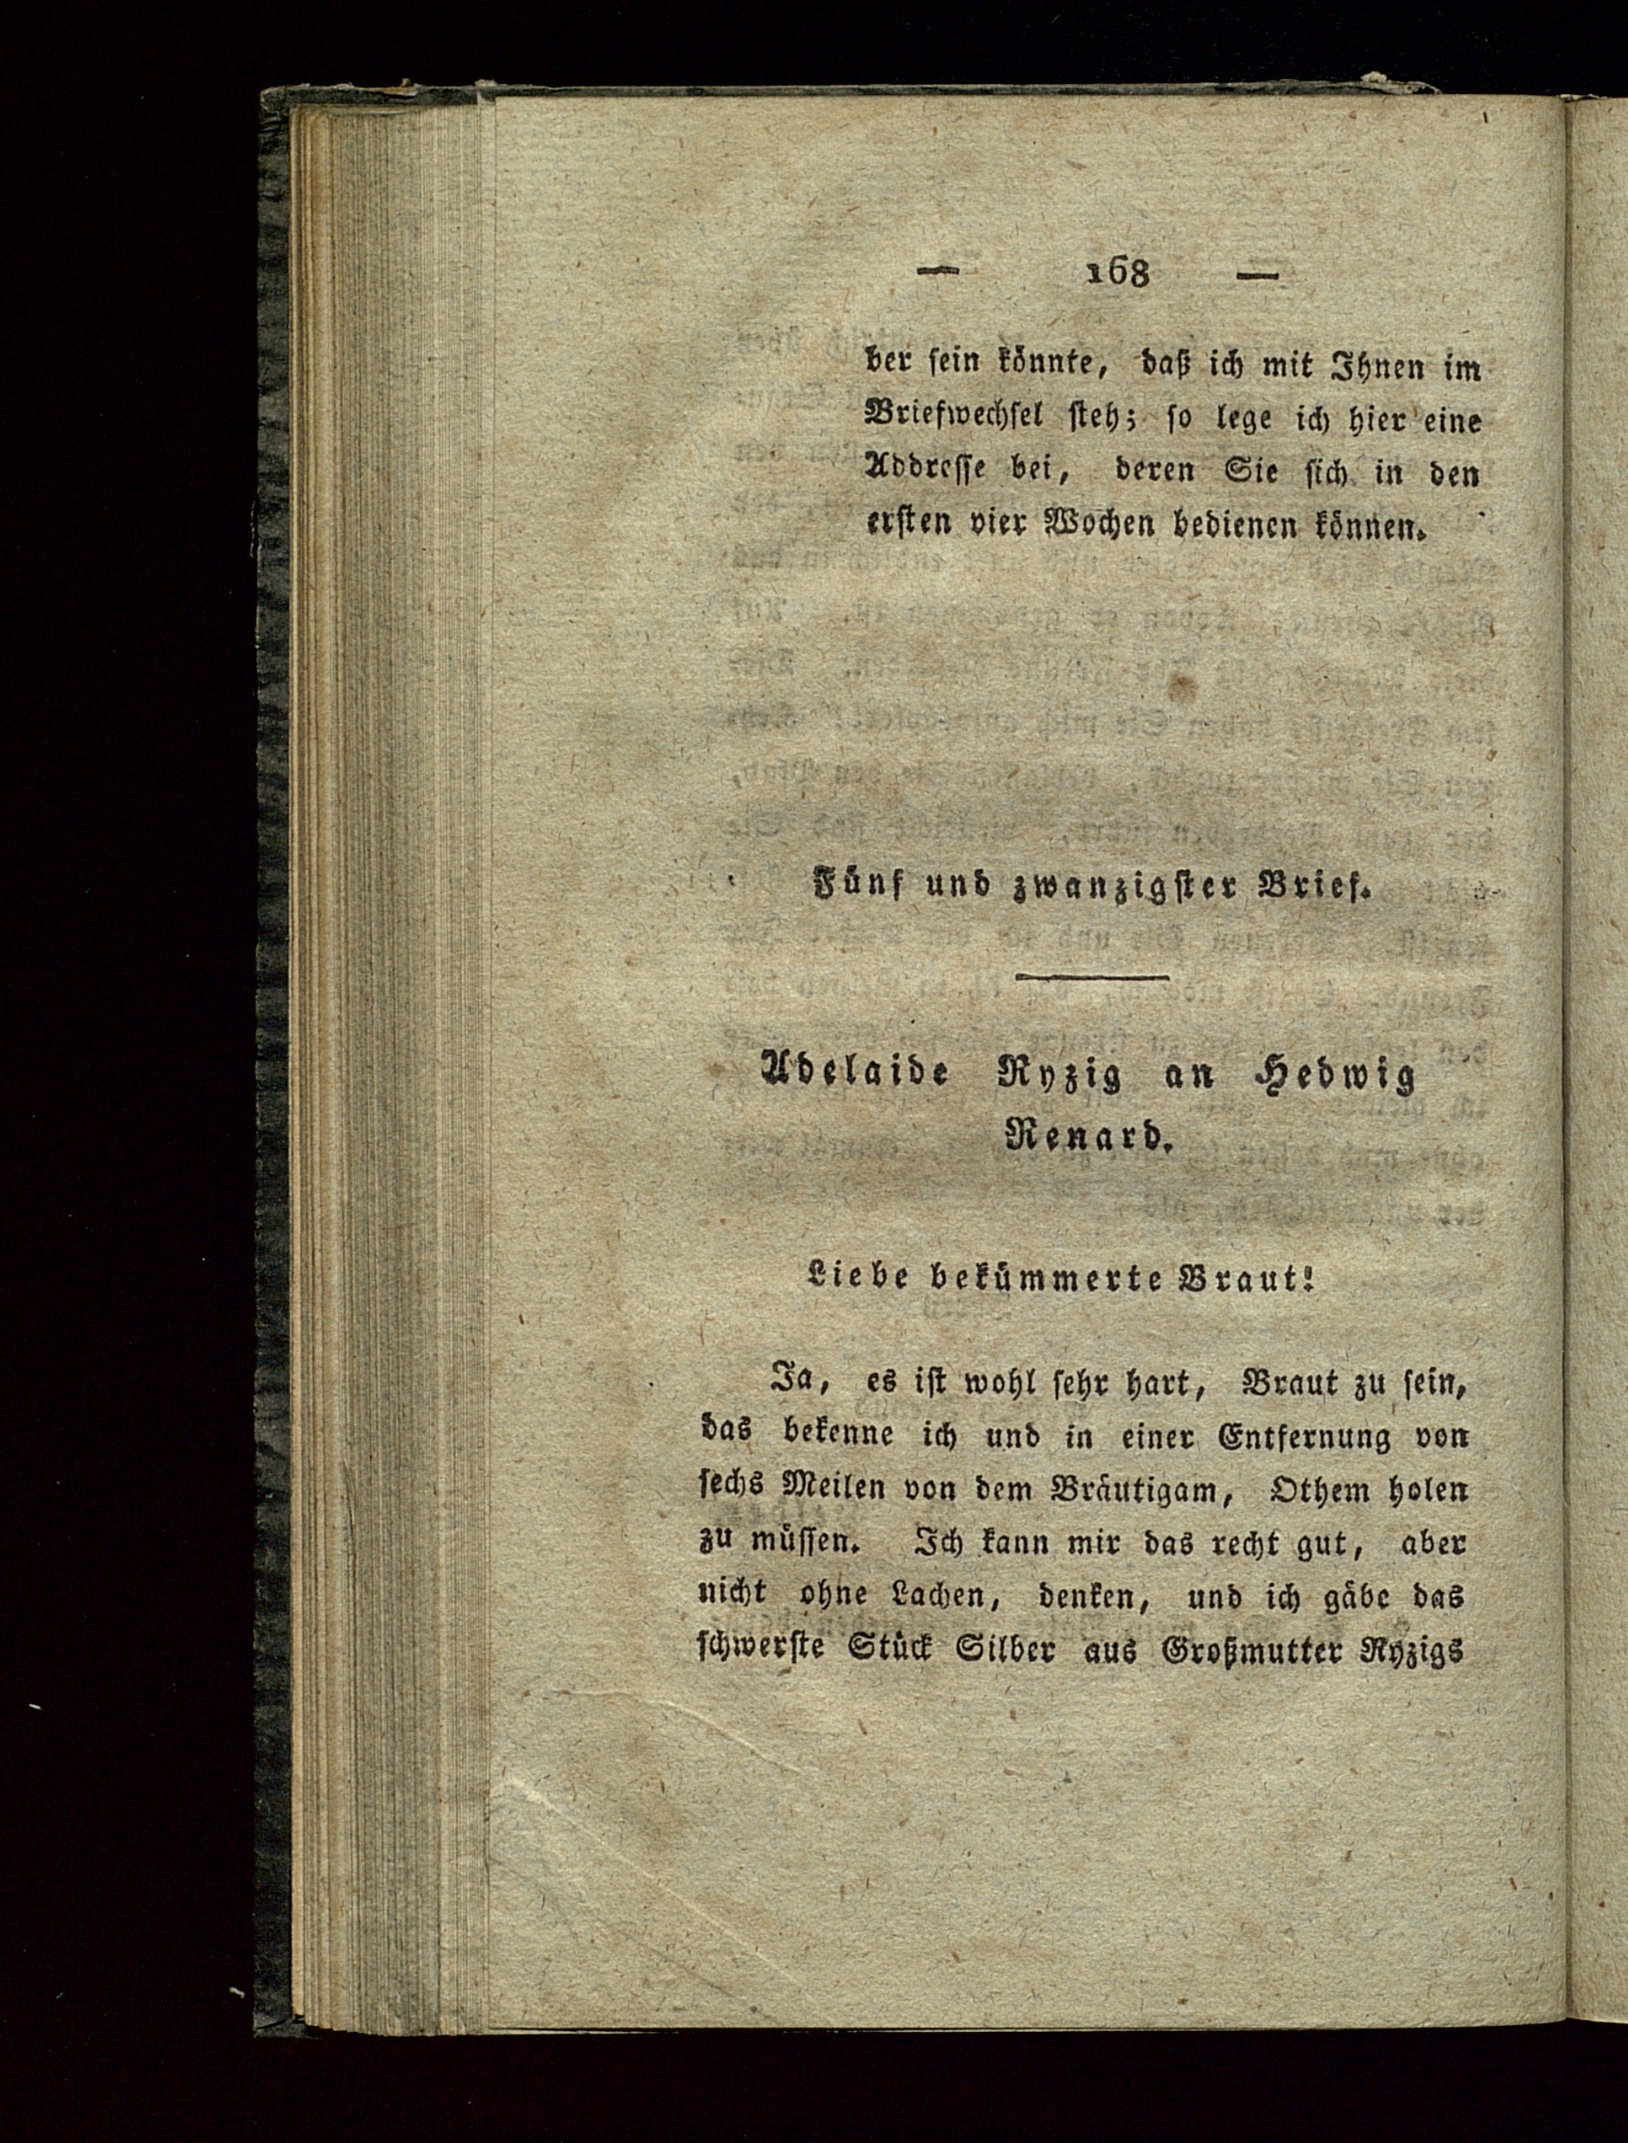 — 168 —
ber sein könnte, daß ich mit Ihnen im
Briefwechsel steh; so lege ich hier eine
Addresse bei, deren Sie sich in den
ersten vier Wochen bedienen können.
Fünf und zwanzigster Brief.
Adelaide Ryzig an Hedwig
Renard.
Liebe bekümmerte Braut!
Ja, es ist wohl sehr hart, Braut zu sein,
das bekenne ich und in einer Entfernung von
sechs Meilen von dem Bräutigam, Othem holen
zu müssen. Ich kann mir das recht gut, aber
nicht ohne Lachen, denken, und ich gäbe das
schwerste Stück Silber aus Großmutter Ryzigs